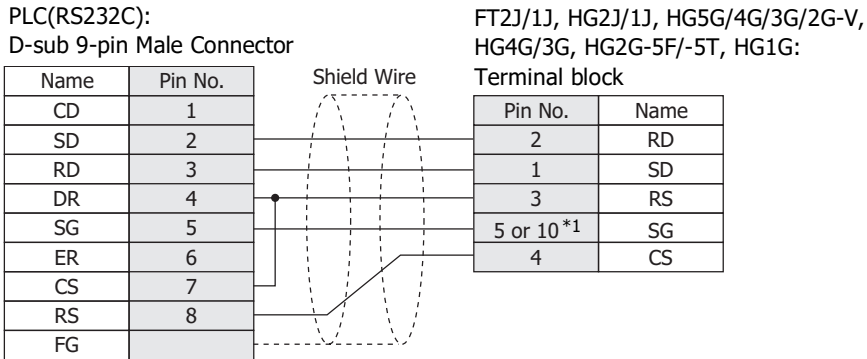 PLC(RS232C):
D-sub 9-pin Male Connector
Name Pin No.
CD 1
SD 2
RD 3
DR 4
SG 5
ER 6
CS 7
RS 8
FG
Shield Wire
FT2J/1J, HG2J/1J, HG5G/4G/3G/2G-V,
HG4G/3G, HG2G-5F/-5T, HG1G:
Terminal block
Pin No. Name
2 RD
1 SD
3 RS
5 or 10*1 SG
4 CS